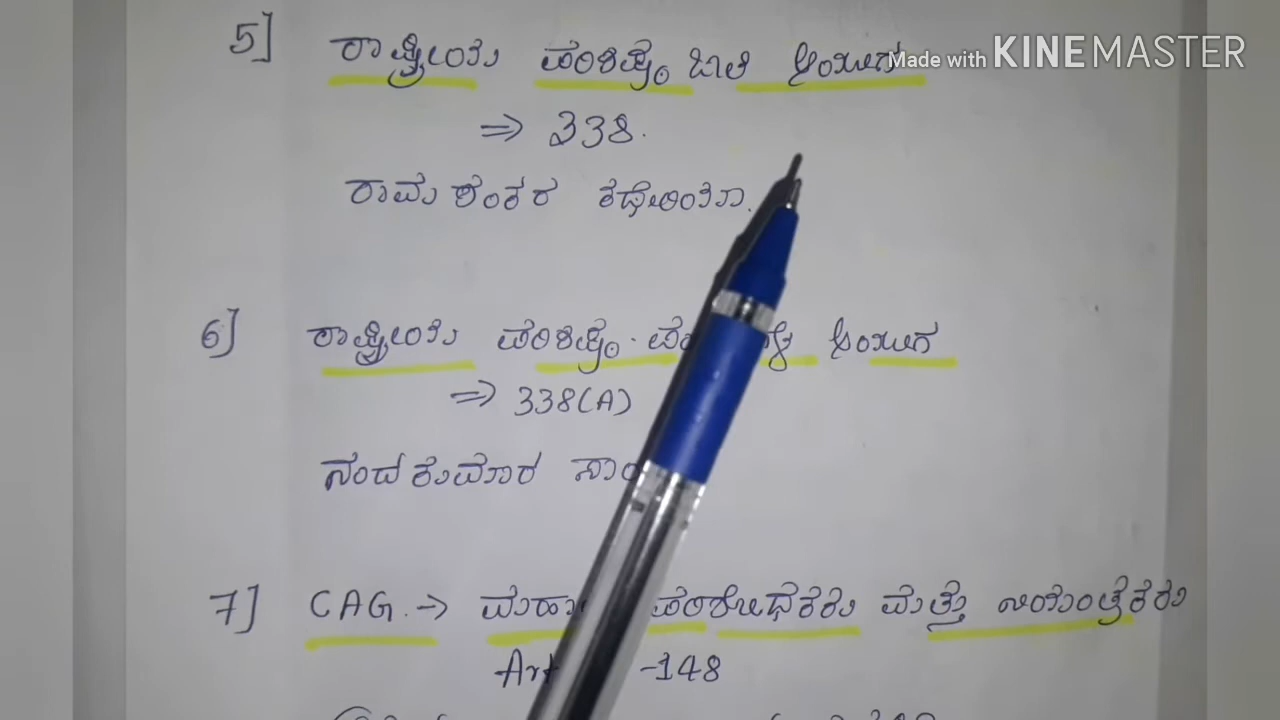 5] ರಾಷ್ಟ್ರೀಯ ಪರಿಶಿಷ್ಟ ಜಾತಿ ಆಯೋಗ
Made with KINEMASTER
⇒ 338.
ರಾಮ ಶಂಕರ ಕಥೇರಿಯಾ.
6] ರಾಷ್ಟ್ರೀಯ ಪರಿಶಿಷ್ಟ ಆಯೋಗ
⇒ 338(A)
ನಂದ ಕುಮಾರ
7] CAG. → ಪರಿಶೋಧಕರು ಮತ್ತು ನಿಯಂತ್ರಕರು
Art -148